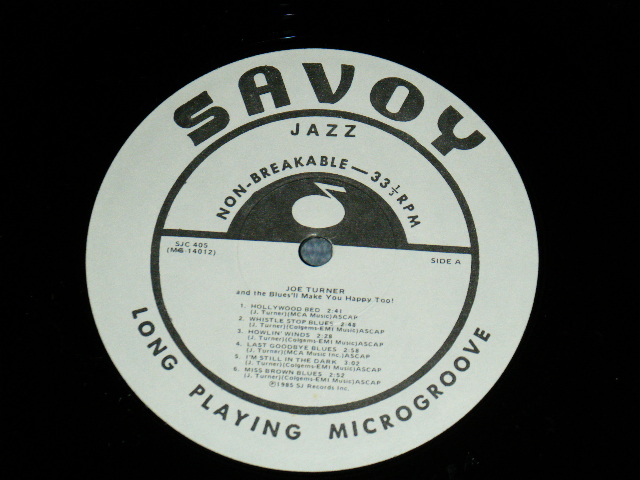 SAVOY
JAZZ
NON-BREAKABLE—33⅓RPM
SJC 405
(MG 14012)
SIDE A
JOE TURNER
and the Blues'll Make You Happy Too!
1. HOLLYWOOD BED 2:41
(J. Turner)(MCA Music)ASCAP
2. WHISTLE STOP BLUES 2:48
(J. Turner)(Colgems-EMI Music)ASCAP
3. HOWLIN' WINDS 2:28
(J. Turner)(Colgems-EMI Music)ASCAP
4. LAST GOODBYE BLUES 2:58
(J. Turner)(MCA Music Inc.)ASCAP
5. I'M STILL IN THE DARK 3:02
(J. Turner)(Colgems-EMI Music)ASCAP
6. MISS BROWN BLUES 2:52
(J. Turner)(Colgems-EMI Music)ASCAP
℗1985 SJ Records Inc.
LONG PLAYING MICROGROOVE